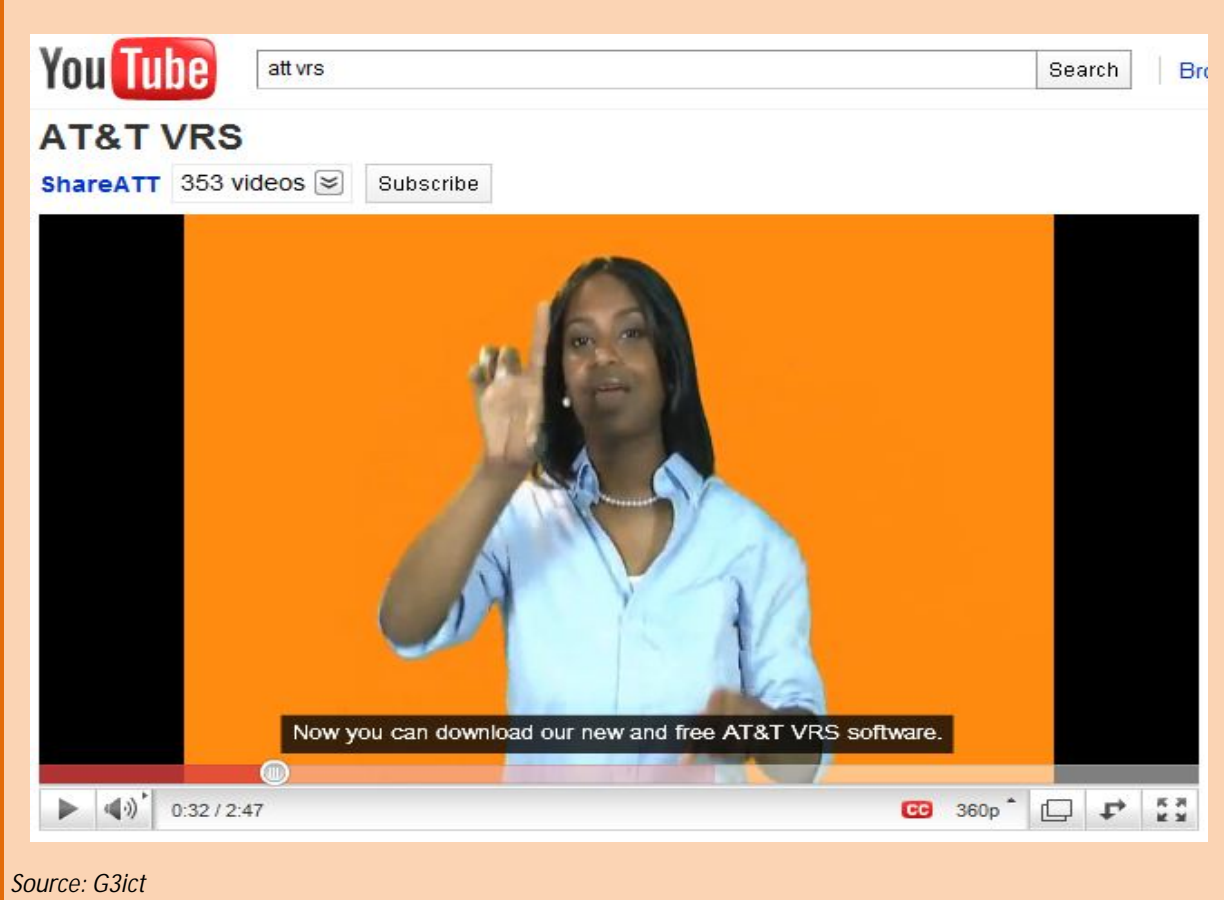 You Tube
att vrs
Search
Bro
AT&T VRS
ShareATT 353 videos
Subscribe
Now you can download our new and free AT&T VRS software.
0:32 / 2:47
CC
360p
Source: G3ict